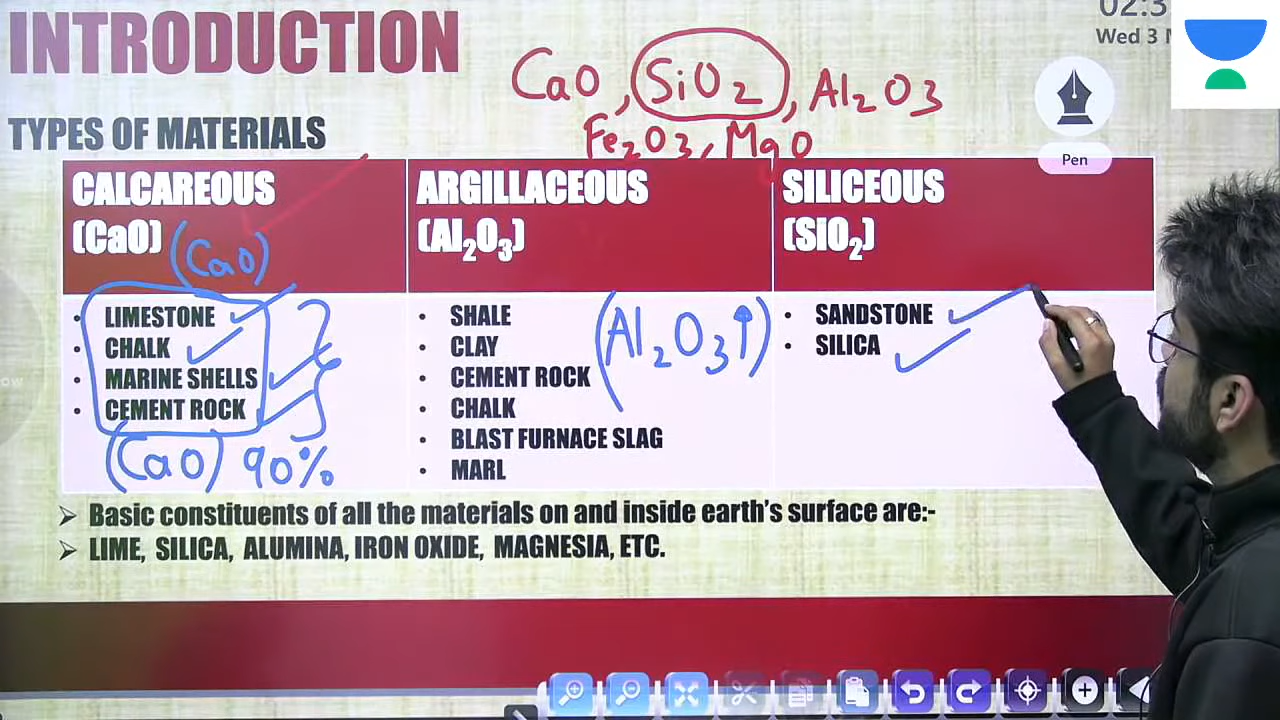 INTRODUCTION
02:3
Wed 3
CaO, SiO2, Al2O3
Fe2O3, MgO
Pen
TYPES OF MATERIALS
CALCAREOUS
(CaO) (CaO)
LIMESTONE
CHALK
MARINE SHELLS
CEMENT ROCK
(CaO) 90%
ARGILLACEOUS
(Al2O3)
SHALE
CLAY
CEMENT ROCK
CHALK
BLAST FURNACE SLAG
MARL
(Al2O3↑)
SILICEOUS
(SIO2)
SANDSTONE
SILICA
➢ Basic constituents of all the materials on and inside earth's surface are:-
➢ LIME, SILICA, ALUMINA, IRON OXIDE, MAGNESIA, ETC.